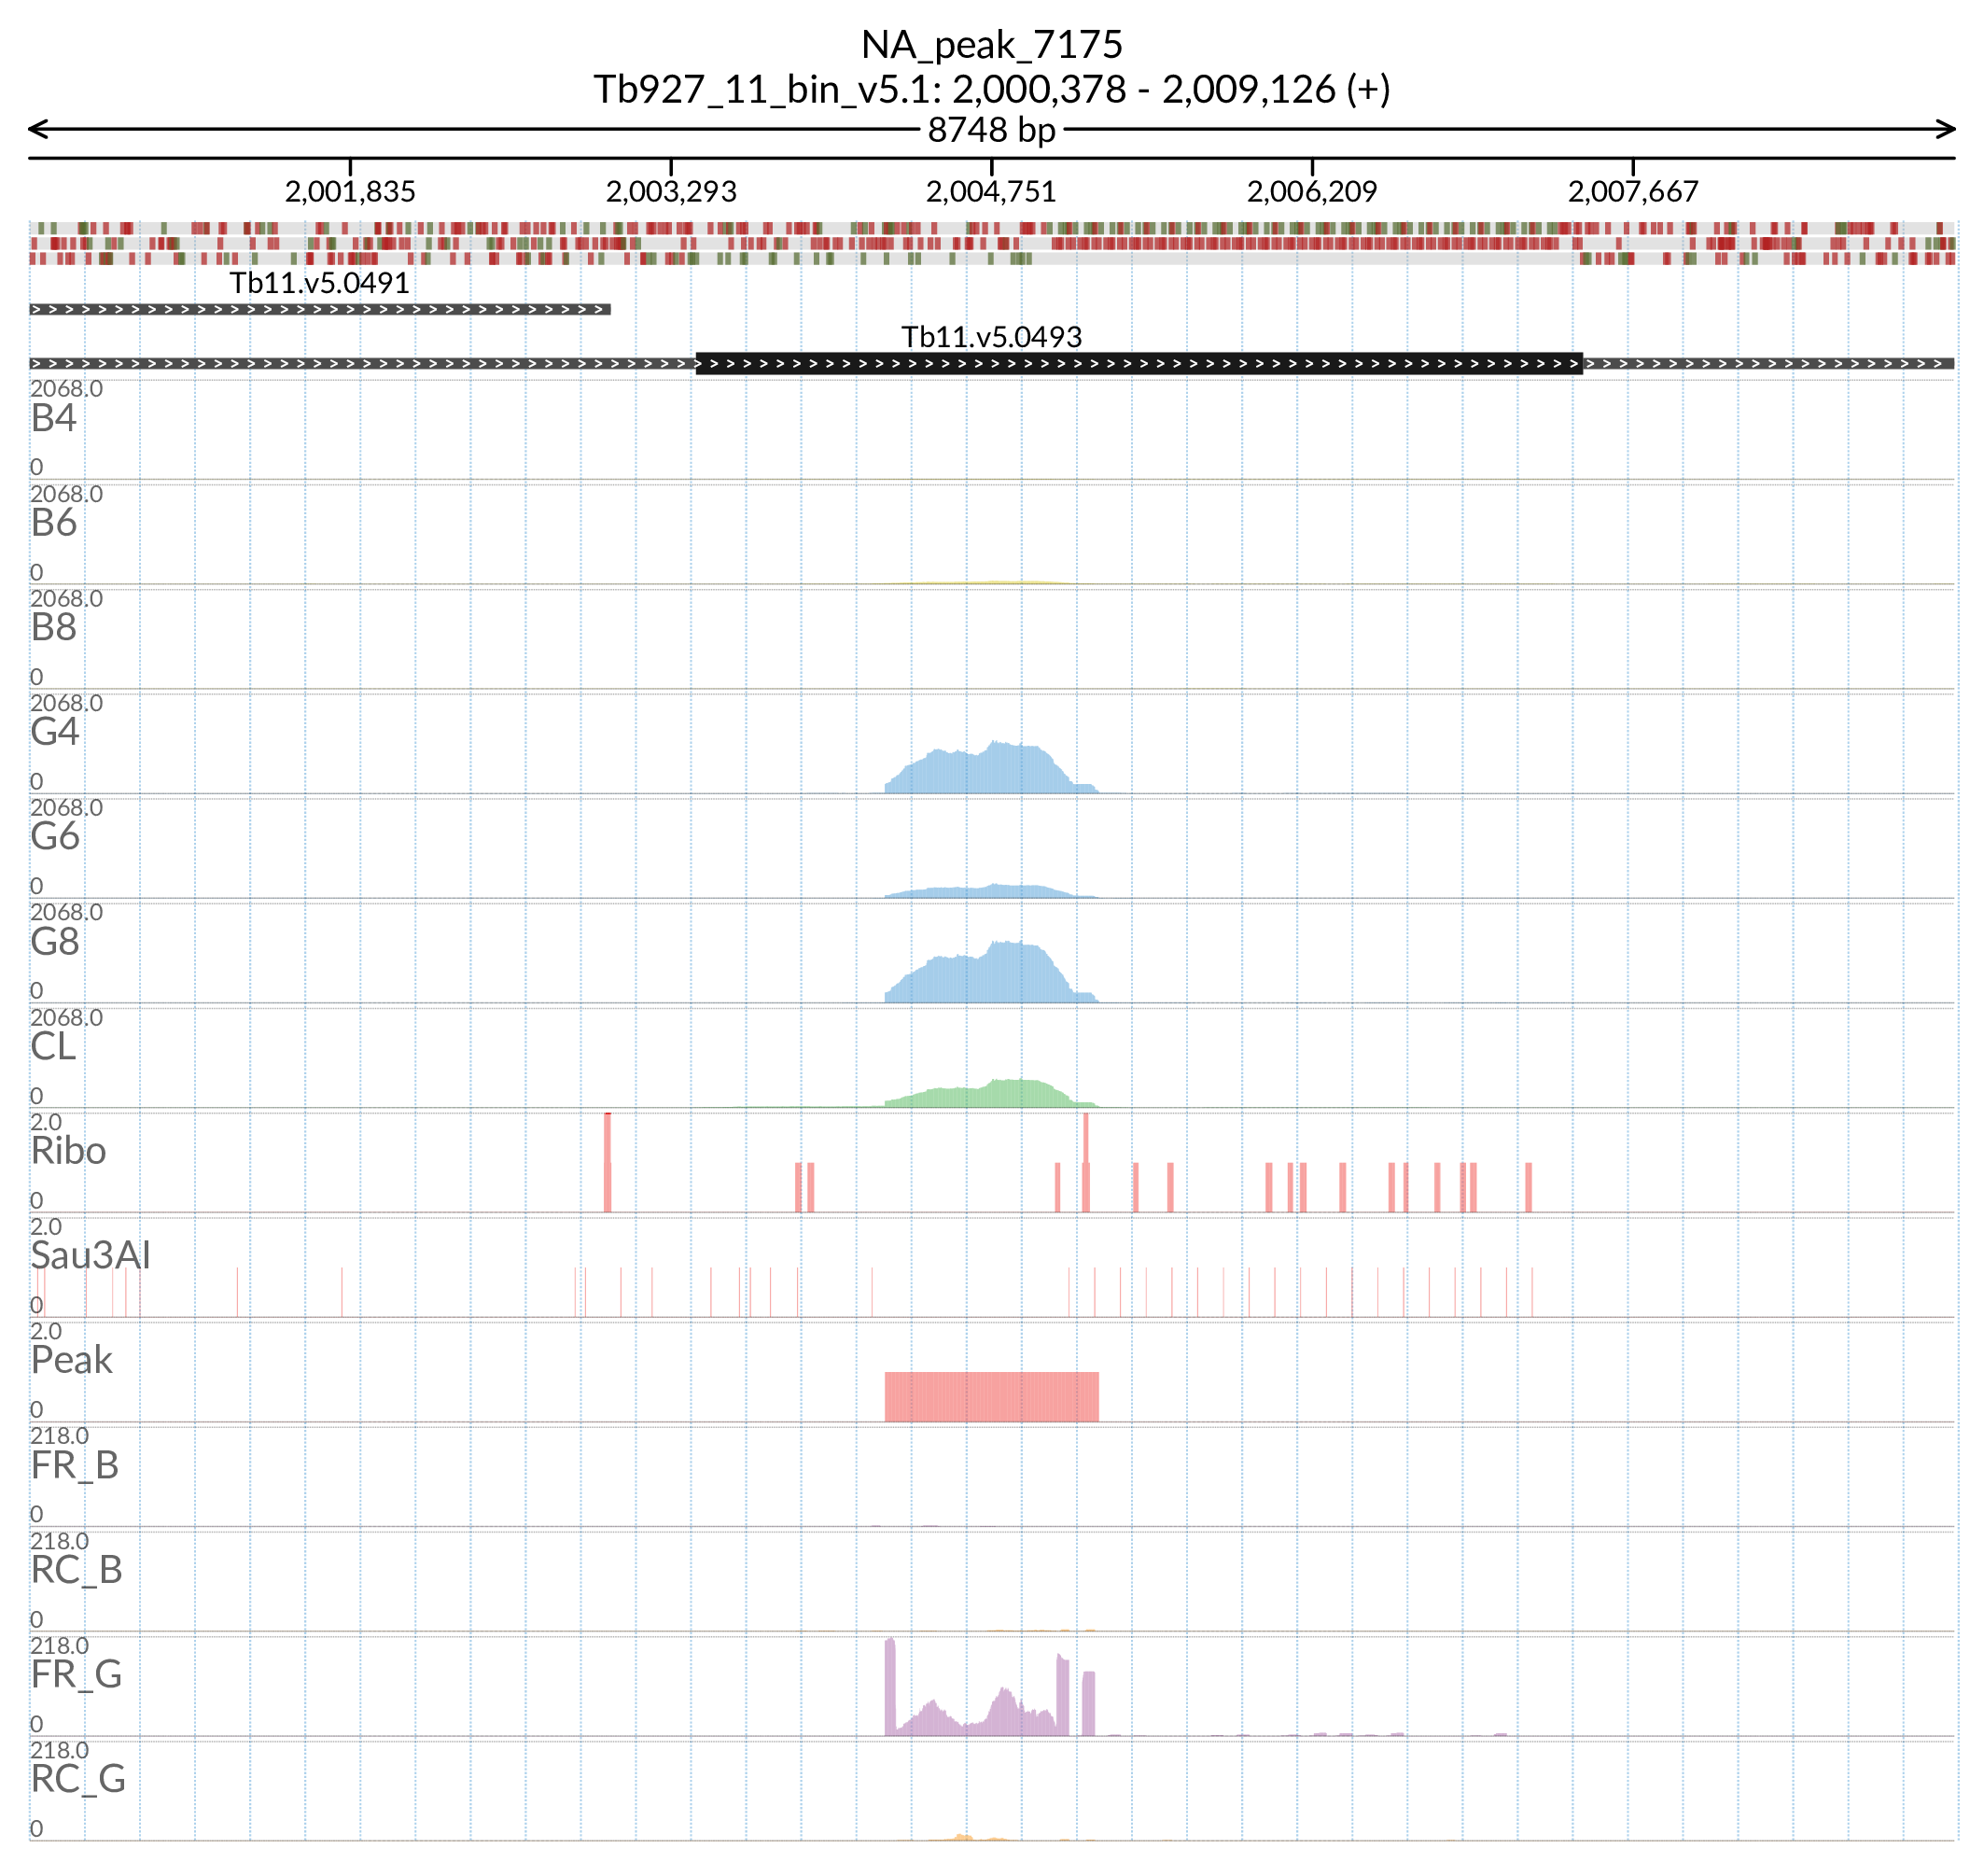 NA_peak_7175
Tb927_11_bin_v5.1: 2,000,378 - 2,009,126 (+)
8748 bp
2,001,835 2,003,293 2,004,751 2,006,209 2,007,667
Tb11.v5.0491
Tb11.v5.0493
2068.0
B4
0
2068.0
B6
0
2068.0
B8
0
2068.0
G4
0
2068.0
G6
0
2068.0
G8
0
2068.0
CL
0
2.0
Ribo
0
2.0
Sau3AI
0
2.0
Peak
0
218.0
FR_B
0
218.0
RC_B
0
218.0
FR_G
0
218.0
RC_G
0